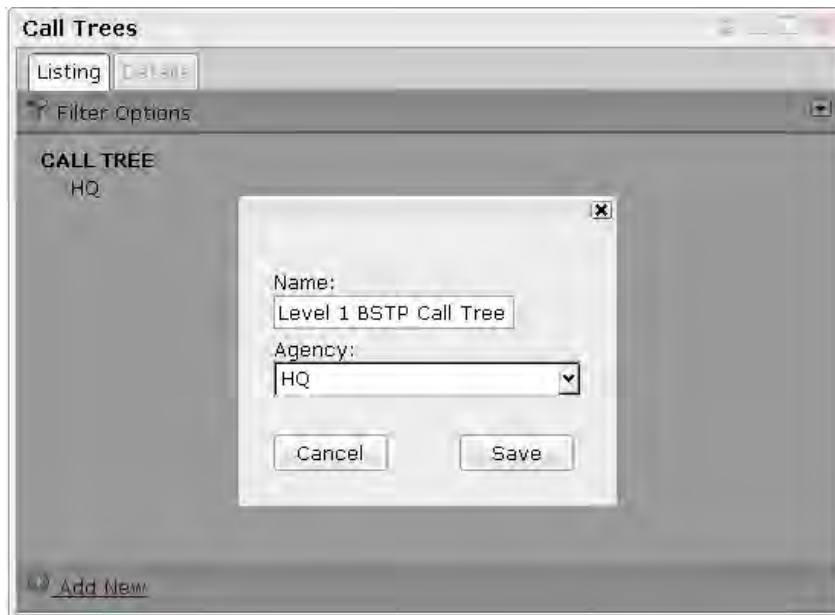 Call Trees
Listing Details
Filter Options
CALL TREE
HQ
Name:
Level 1 BSTP Call Tree
Agency:
HQ
Cancel Save
Add New